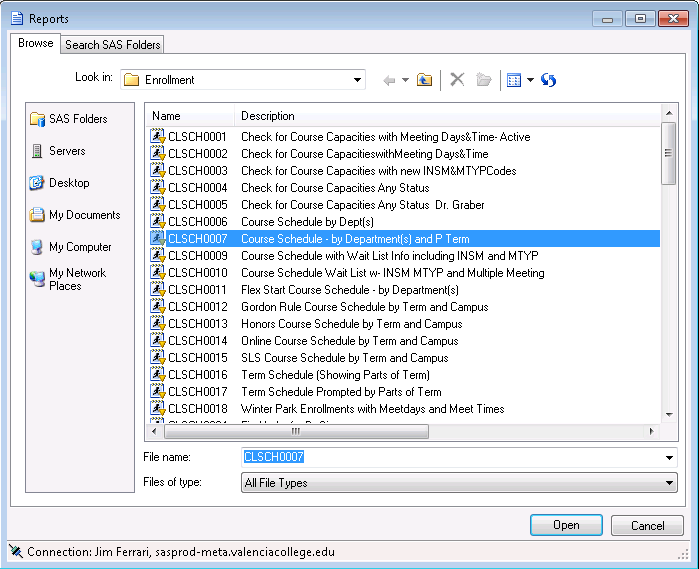 Reports
Browse
Search SAS Folders
Look in:
Enrollment
SAS Folders
Servers
Desktop
My Documents
My Computer
My Network
Places
Name Description
CLSCH0001 Check for Course Capacities with Meeting Days&Time- Active
CLSCH0002 Check for Course CapacitieswithMeeting Days&Time
CLSCH0003 Check for Course Capacities with new INSM&MTYPCodes
CLSCH0004 Check for Course Capacities Any Status
CLSCH0005 Check for Course Capacities Any Status  Dr. Graber
CLSCH0006 Course Schedule by Dept(s)
CLSCH0007 Course Schedule - by Department(s) and P Term
CLSCH0009 Course Schedule with Wait List Info including INSM and MTYP
CLSCH0010 Course Schedule Wait List w- INSM MTYP and Multiple Meeting
CLSCH0011 Flex Start Course Schedule - by Department(s)
CLSCH0012 Gordon Rule Course Schedule by Term and Campus
CLSCH0013 Honors Course Schedule by Term and Campus
CLSCH0014 Online Course Schedule by Term and Campus
CLSCH0015 SLS Course Schedule by Term and Campus
CLSCH0016 Term Schedule (Showing Parts of Term)
CLSCH0017 Term Schedule Prompted by Parts of Term
CLSCH0018 Winter Park Enrollments with Meetdays and Meet Times
File name: CLSCH0007
Files of type: All File Types
Open
Cancel
Connection: Jim Ferrari, sasprod-meta.valenciacollege.edu